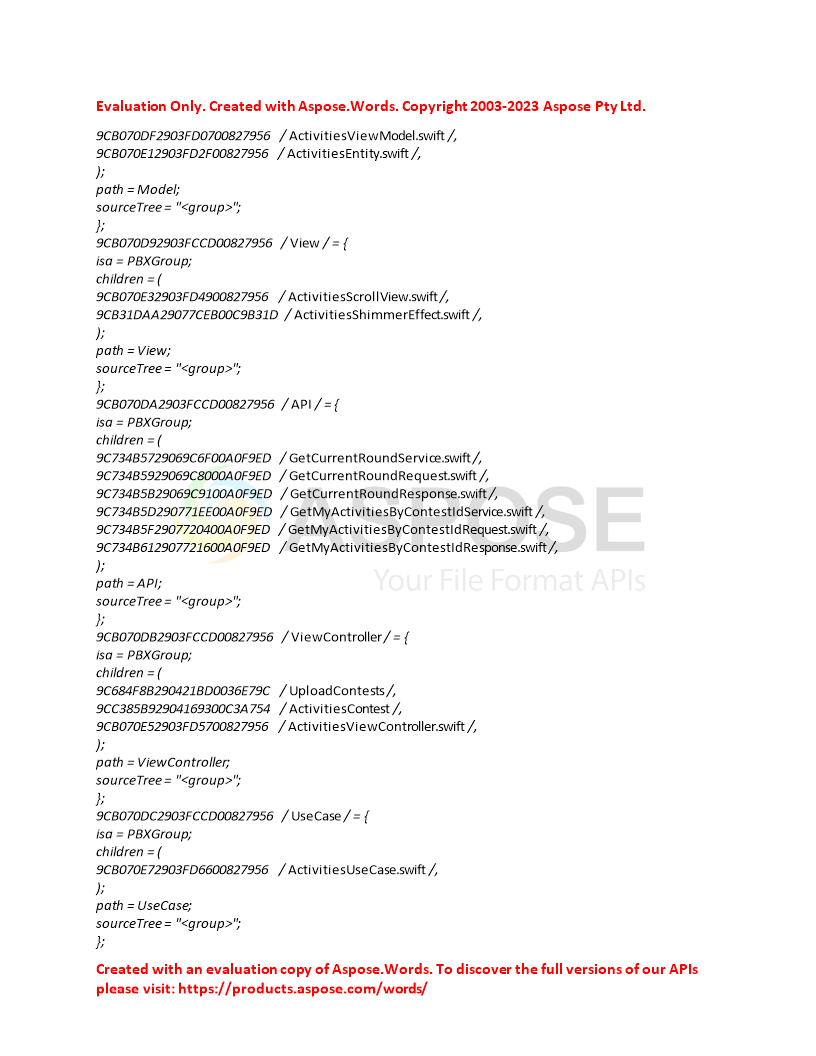 Evaluation Only. Created with Aspose.Words. Copyright 2003-2023 Aspose Pty Ltd.
9CB070DF2903FD0700827956 / ActivitiesViewModel.swift /,
9CB070E12903FD2F00827956 / ActivitiesEntity.swift /,
);
path = Model;
sourceTree = "<group>";
};
9CB070D92903FCCD00827956 / View / = {
isa = PBXGroup;
children = (
9CB070E32903FD4900827956 / ActivitiesScrollView.swift /,
9CB31DAA29077CEB00C9B31D / ActivitiesShimmerEffect.swift /,
);
path = View;
sourceTree = "<group>";
};
9CB070DA2903FCCD00827956 / API / = {
isa = PBXGroup;
children = (
9C734B5729069C6F00A0F9ED / GetCurrentRoundService.swift /,
9C734B5929069C8000A0F9ED / GetCurrentRoundRequest.swift /,
9C734B5B29069C9100A0F9ED / GetCurrentRoundResponse.swift /,
9C734B5D290771EE00A0F9ED / GetMyActivitiesByContestIdService.swift /,
9C734B5F2907720400A0F9ED / GetMyActivitiesByContestIdRequest.swift /,
9C734B612907721600A0F9ED / GetMyActivitiesByContestIdResponse.swift /,
ASPOSE
Your File Format APIs
);
path = API;
sourceTree = "<group>";
};
9CB070DB2903FCCD00827956 / ViewController / = {
isa = PBXGroup;
children = (
9C684F8B290421BD0036E79C / UploadContests /,
9CC385B92904169300C3A754 / ActivitiesContest /,
9CB070E52903FD5700827956 / ActivitiesViewController.swift /,
);
path = ViewController;
sourceTree = "<group>";
};
9CB070DC2903FCCD00827956 / UseCase / = {
isa = PBXGroup;
children = (
9CB070E72903FD6600827956 / ActivitiesUseCase.swift /,
);
path = UseCase;
sourceTree = "<group>";
};
Created with an evaluation copy of Aspose.Words. To discover the full versions of our APIs
please visit: https://products.aspose.com/words/